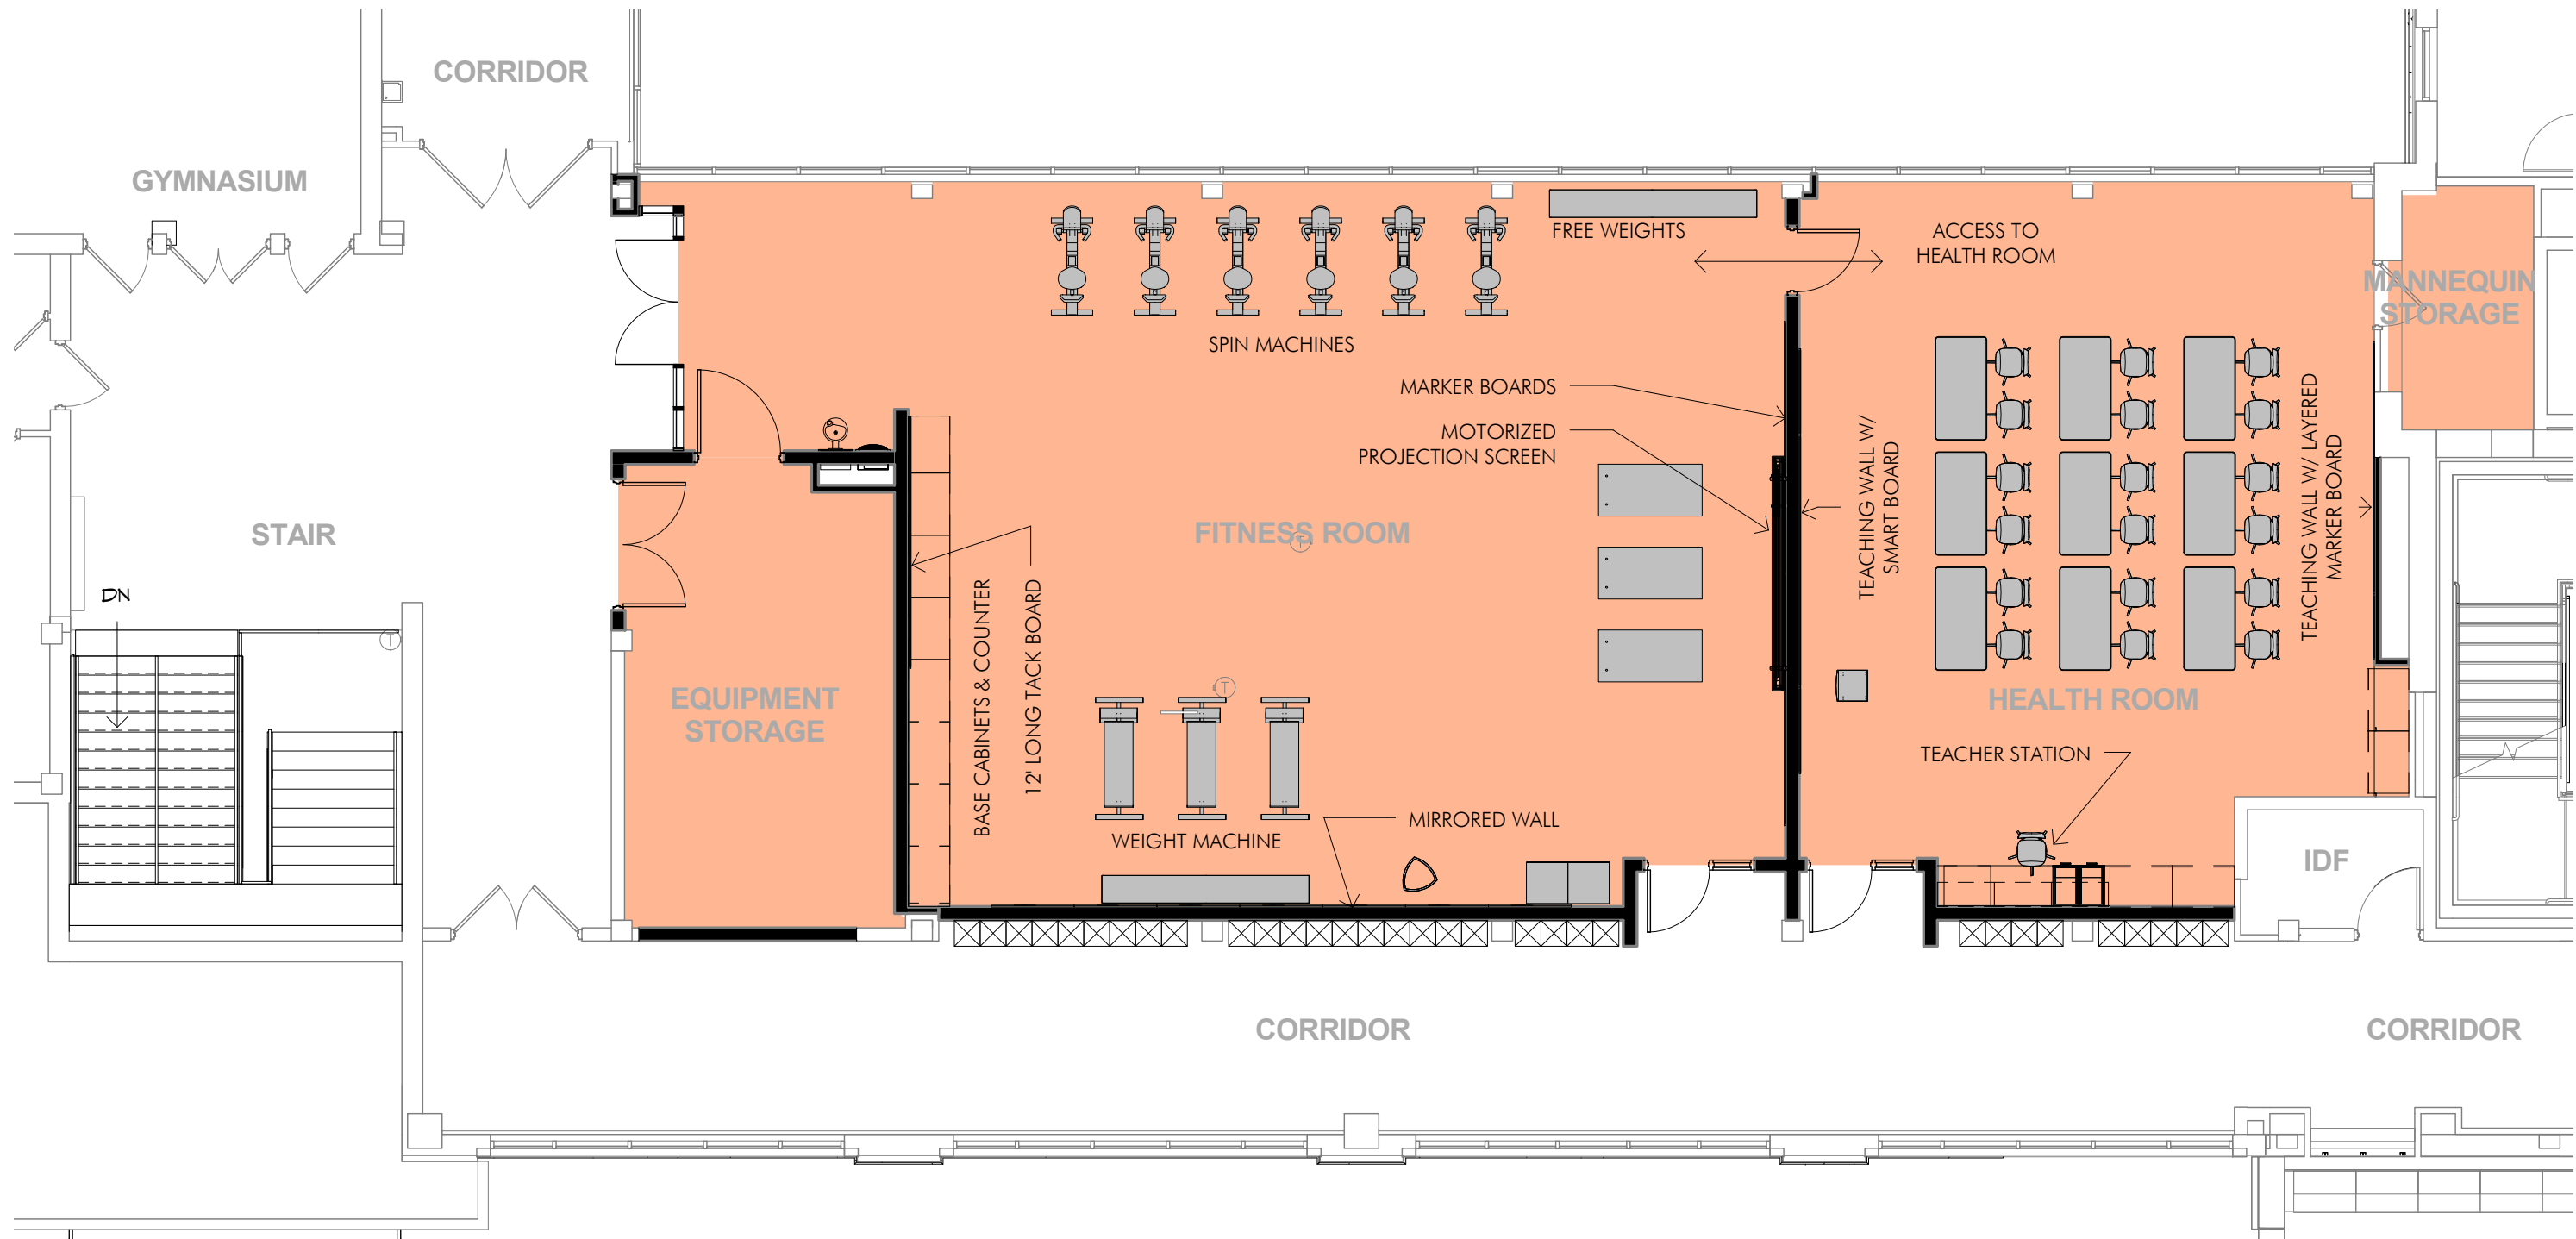 CORRIDOR
GYMNASIUM
FREE WEIGHTS
ACCESS TO
HEALTH ROOM
MANNEQUIN
STORAGE
SPIN MACHINES
MARKER BOARDS
MOTORIZED
PROJECTION SCREEN
TEACHING WALL W/
SMART BOARD
TEACHING WALL W/ LAYERED
MARKER BOARD
STAIR
FITNESS ROOM
T
DN
T
BASE CABINETS & COUNTER
12' LONG TACK BOARD
EQUIPMENT
STORAGE
T
HEALTH ROOM
TEACHER STATION
WEIGHT MACHINE
MIRRORED WALL
IDF
CORRIDOR
CORRIDOR